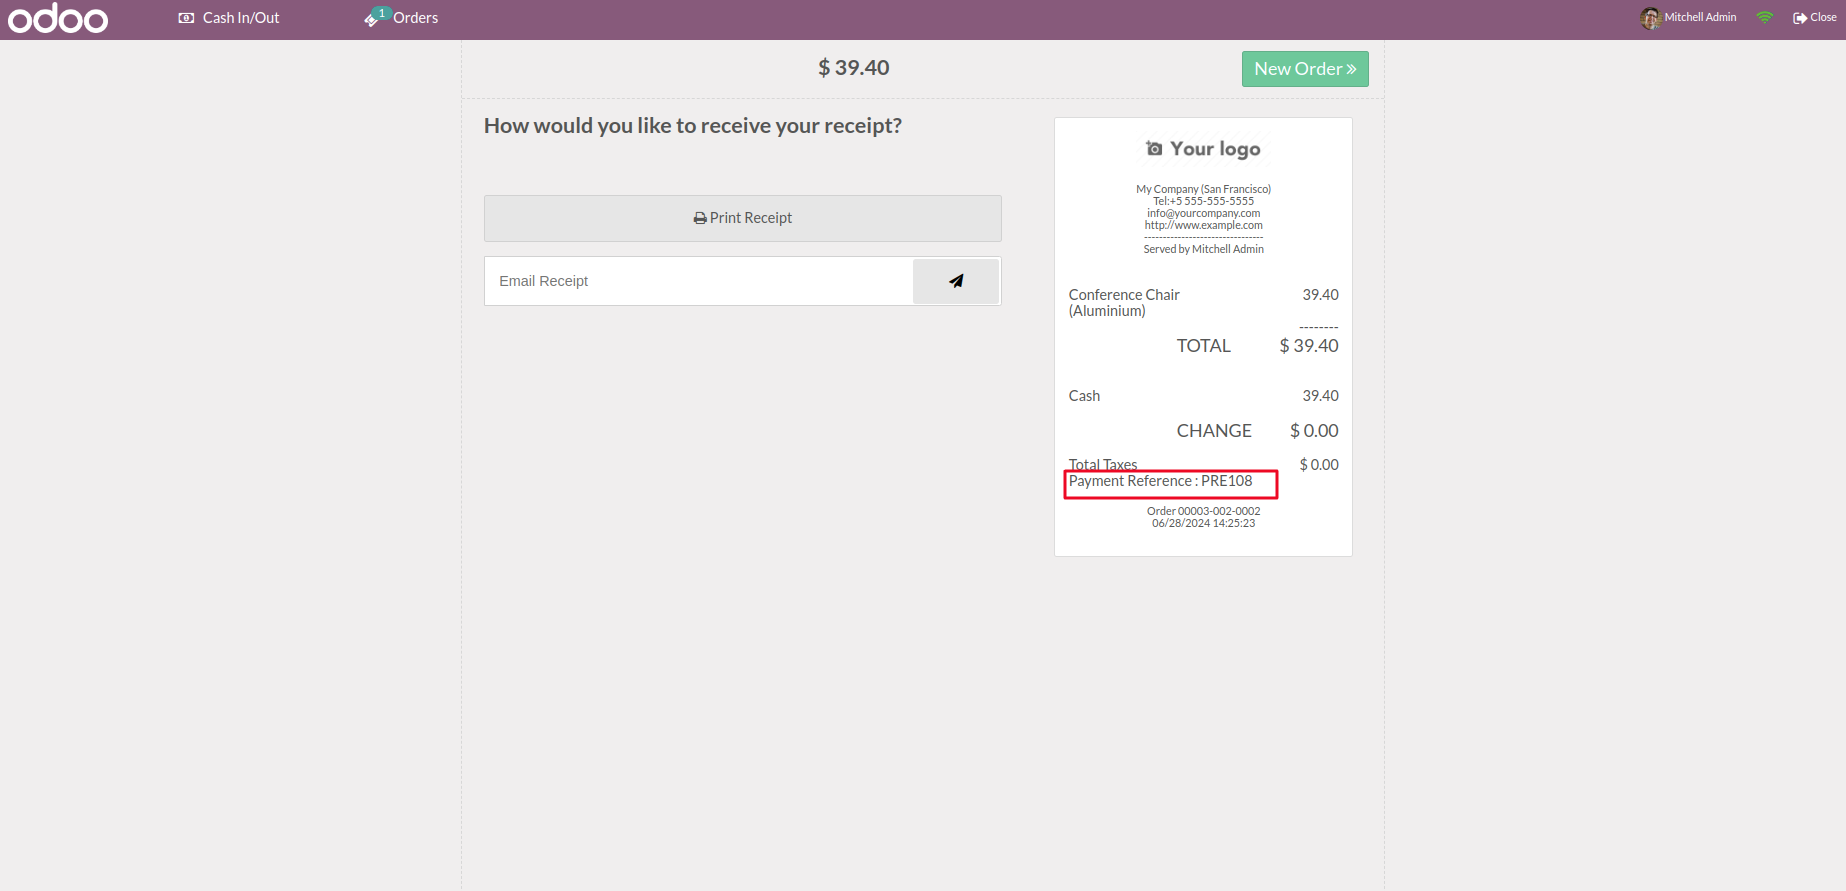 odoo
Cash In/Out
1
Orders
Mitchell Admin
Close
$ 39.40
New Order
How would you like to receive your receipt?
Print Receipt
Email Receipt
Your logo
My Company (San Francisco)
Tel:+5 555-555-5555
info@yourcompany.com
http://www.example.com
--------------------------------
Served by Mitchell Admin
Conference Chair 39.40
(Aluminium)
--------
TOTAL $ 39.40
Cash 39.40
CHANGE $ 0.00
Total Taxes $ 0.00
Payment Reference : PRE108
Order 00003-002-0002
06/28/2024 14:25:23